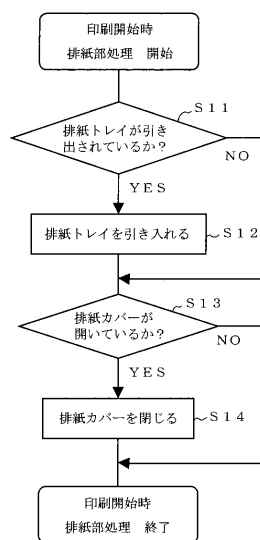 印刷開始時
排紙部処理 開始
S11
排紙トレイが引き
出されているか?
NO
YES
排紙トレイを引き入れる
S12
S13
排紙カバーが
開いているか?
NO
YES
排紙カバーを閉じる
S14
印刷開始時
排紙部処理 終了